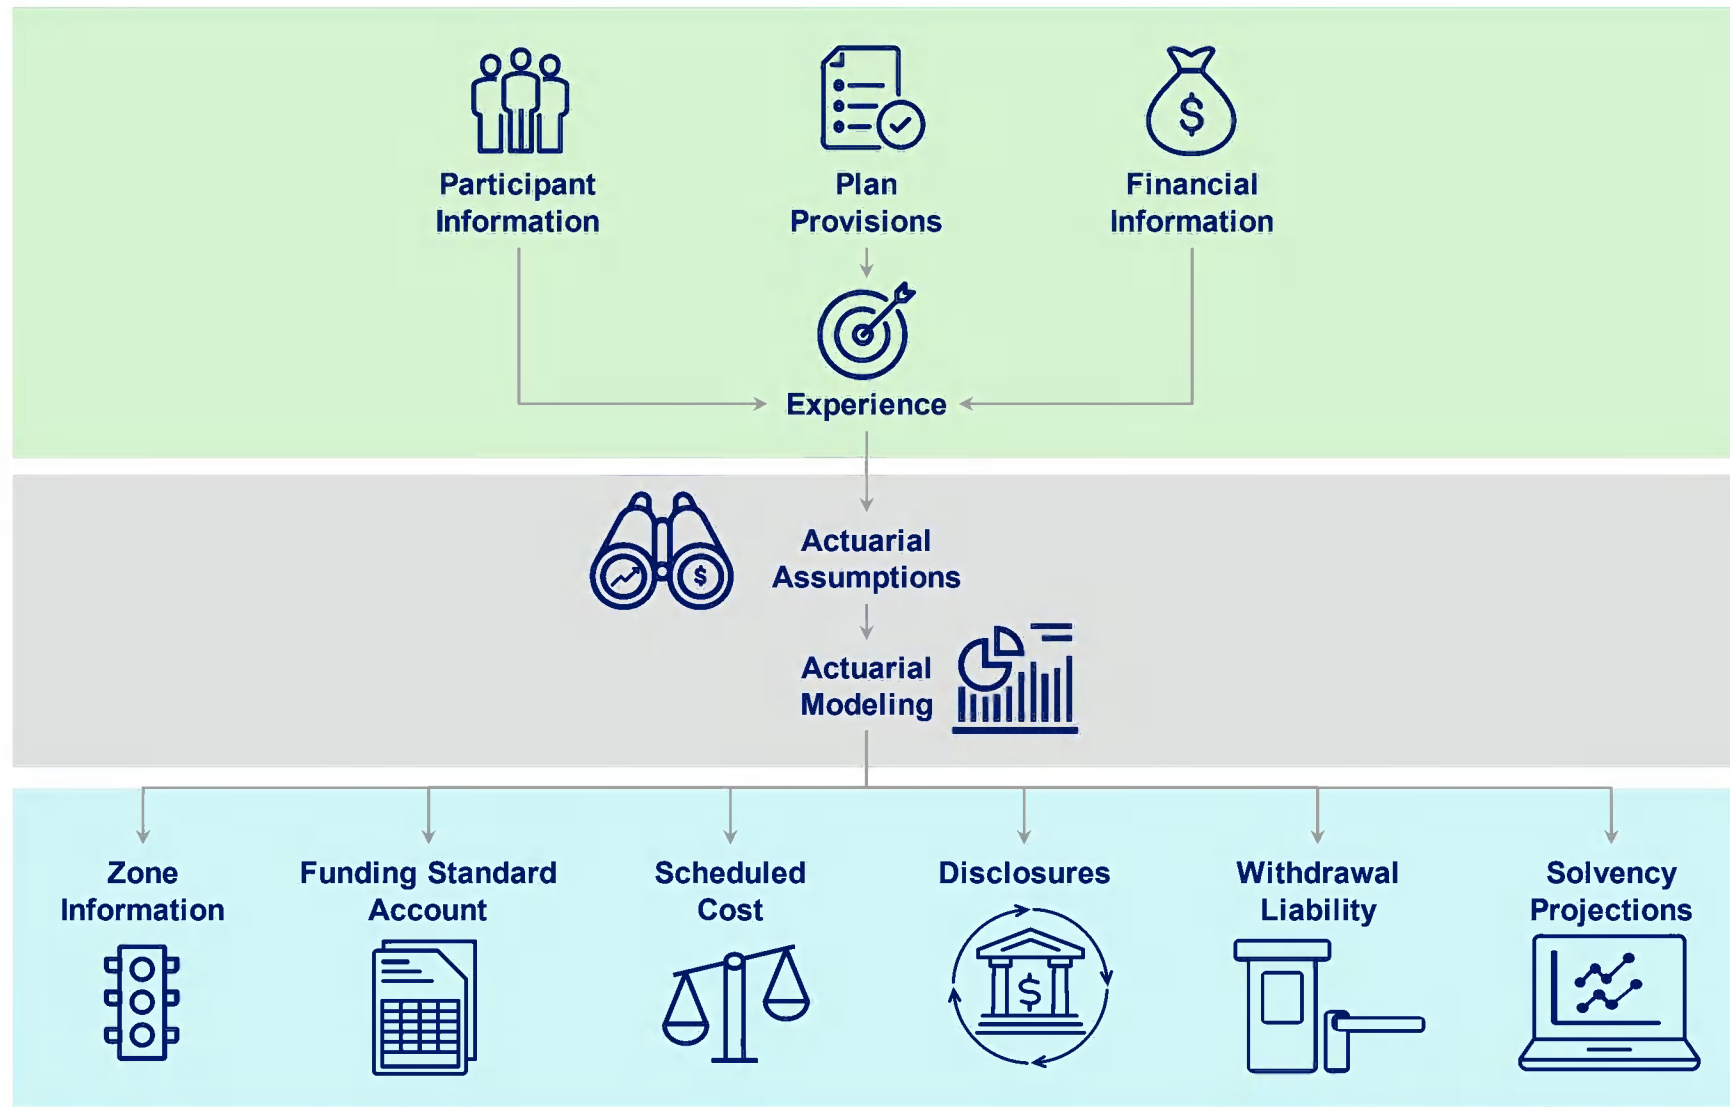 $
Participant
Information
Plan
Provisions
Financial
Information
Experience
$
Actuarial
Assumptions
Actuarial
Modeling
Zone
Information
Funding Standard
Account
Scheduled
Cost
Disclosures
Withdrawal
Liability
Solvency
Projections
$